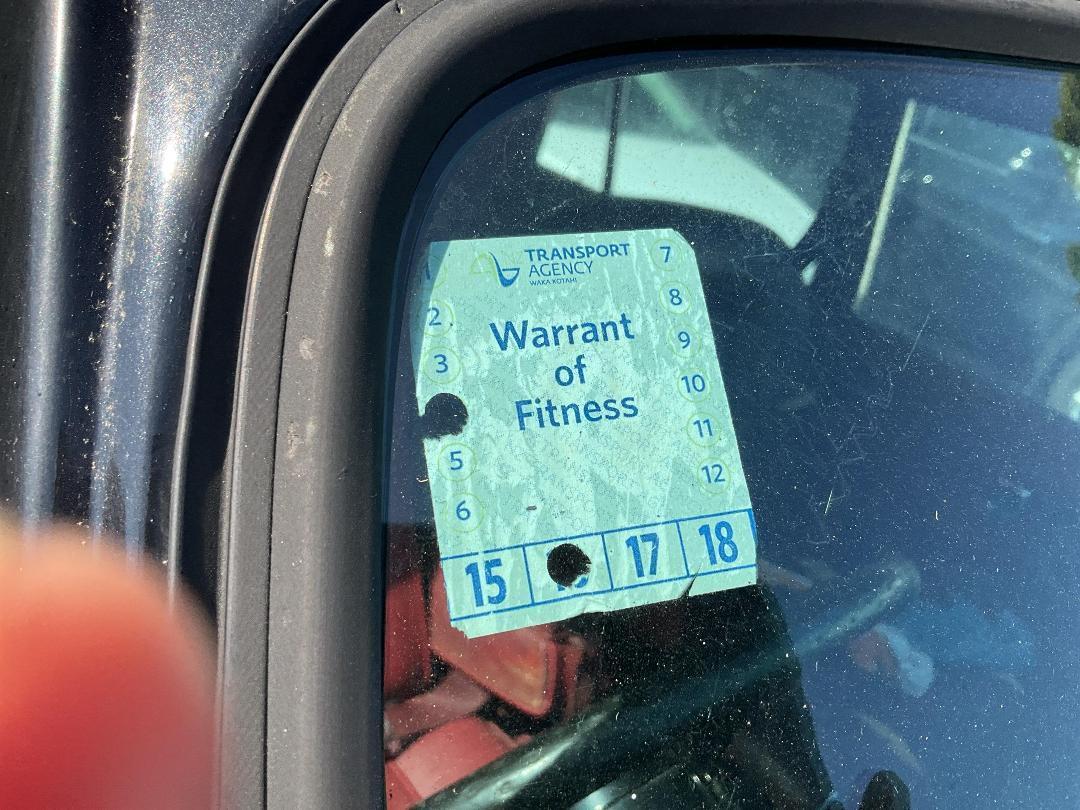 TRANSPORT
AGENCY
WAKA KOTAHI
Warrant
of
Fitness
1
2
3
5
6
7
8
9
10
11
12
15
17
18